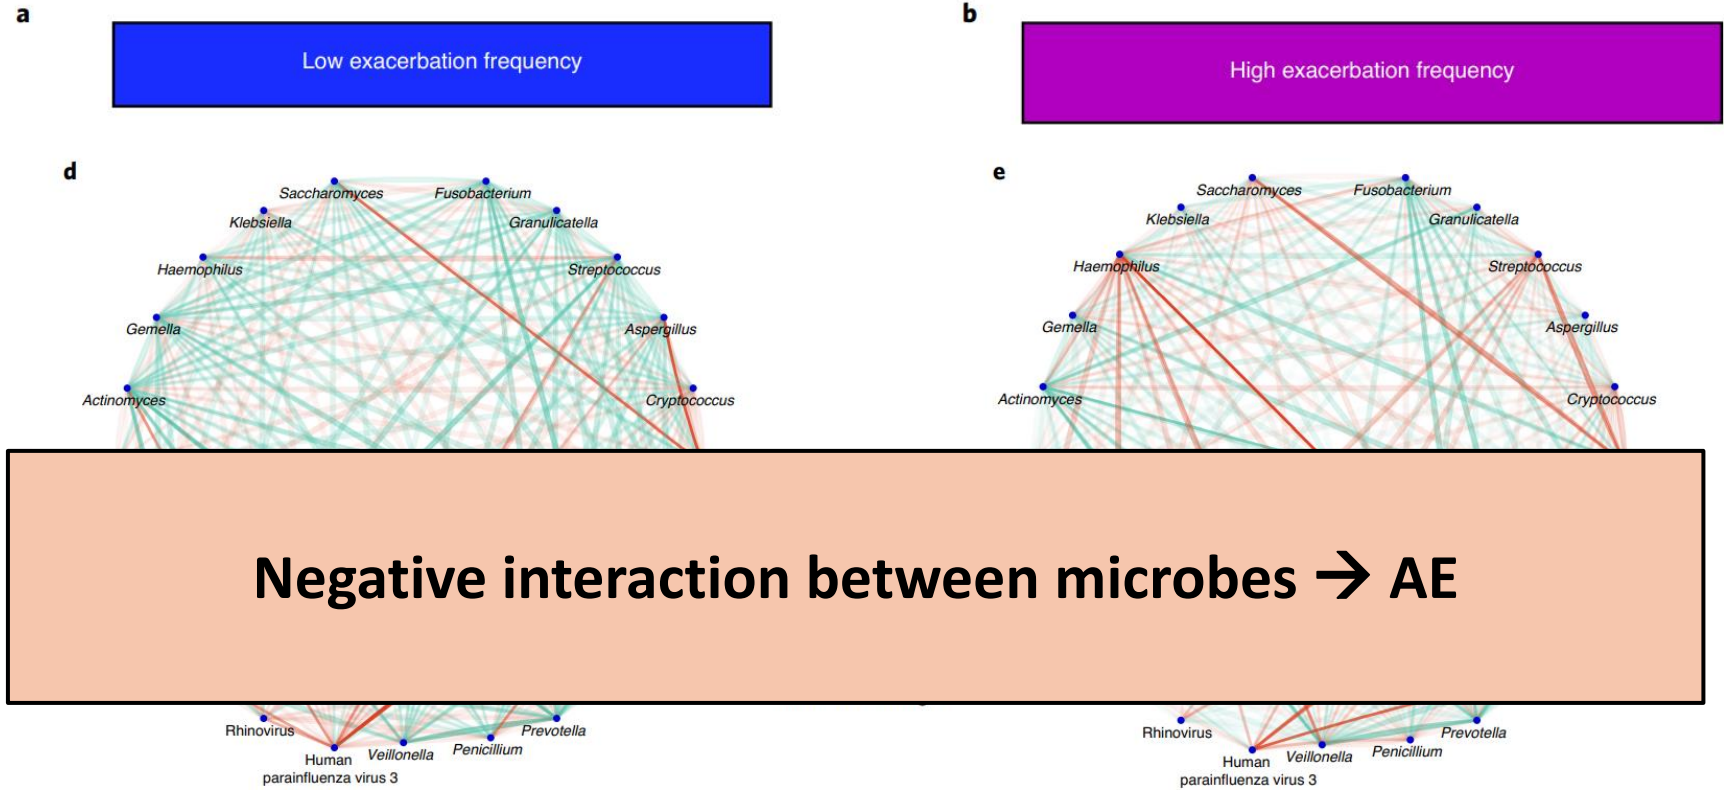 a
Low exacerbation frequency
b
High exacerbation frequency
d
Saccharomyces
Fusobacterium
Klebsiella
Granulicatella
Haemophilus
Streptococcus
Gemella
Aspergillus
Actinomyces
Cryptococcus
e
Saccharomyces
Fusobacterium
Klebsiella
Granulicatella
Haemophilus
Streptococcus
Gemella
Aspergillus
Actinomyces
Cryptococcus
Negative interaction between microbes → AE
Rhinovirus
Human
parainfluenza virus 3
Veillonella
Penicillium
Prevotella
Rhinovirus
Human
parainfluenza virus 3
Veillonella
Penicillium
Prevotella